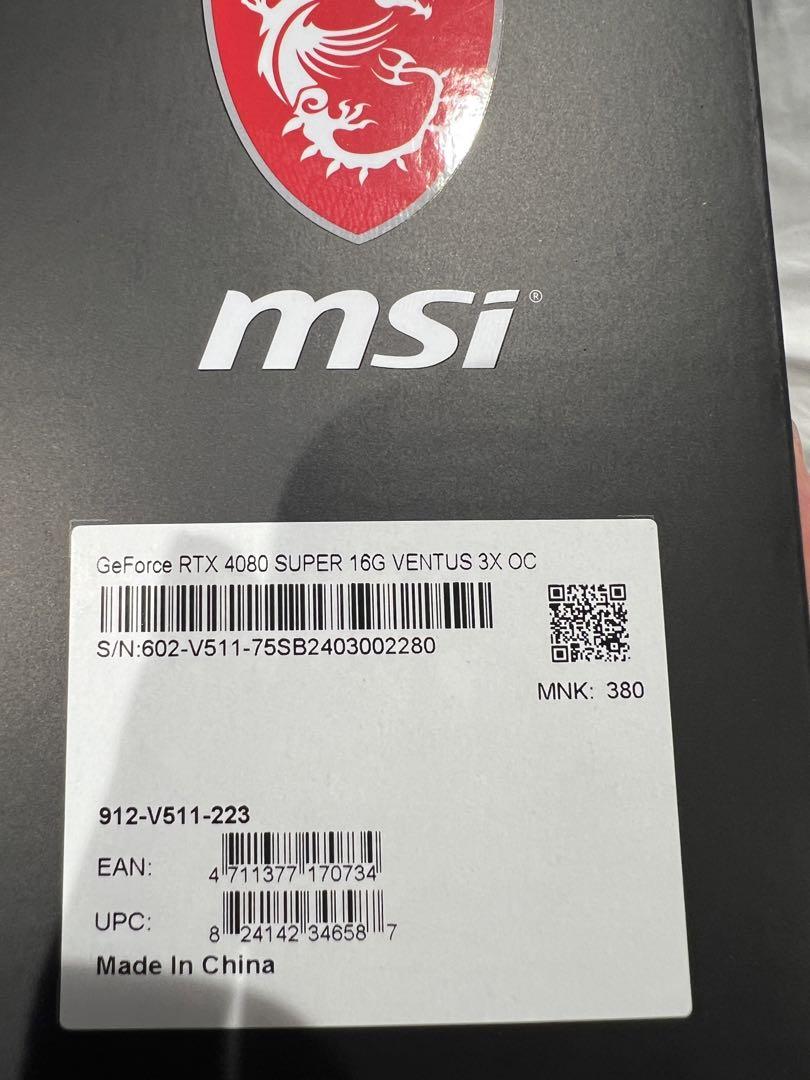 msi®
GeForce RTX 4080 SUPER 16G VENTUS 3X OC
S/N:602-V511-75SB2403002280
MNK: 380
912-V511-223
EAN: 4 711377 170734
UPC: 8 24142 34658 7
Made In China